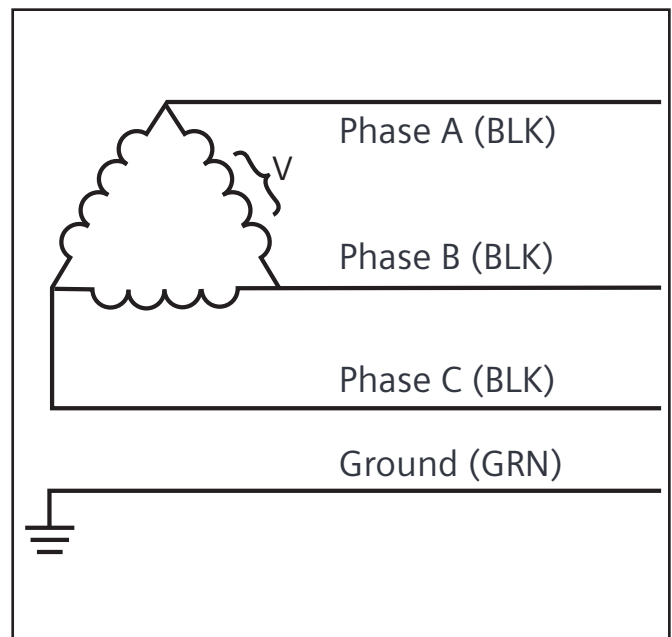 Phase A (BLK)
V
Phase B (BLK)
Phase C (BLK)
Ground (GRN)